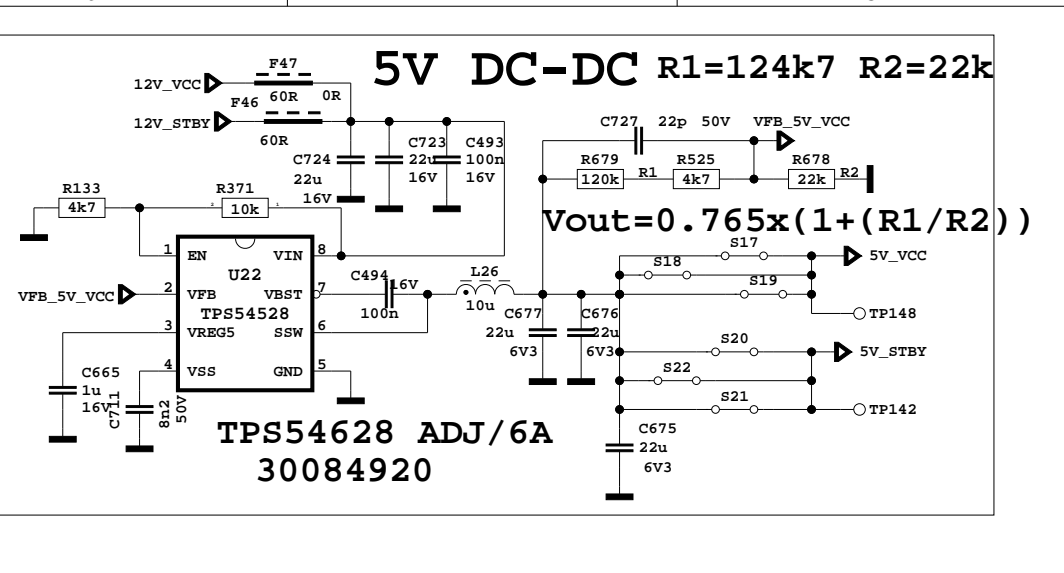 5V DC-DC R1=124k7 R2=22k
F47
12V_VCC
60R 0R
F46
12V_STBY
60R
C724
22u
16V
C723
22u
16V
C493
100n
16V
C727 22p 50V VFB_5V_VCC
R679
120k
R1
R525
4k7
R678
22k
R2
R133
4k7
R371
2 10k 1
Vout=0.765x(1+(R1/R2))
1 EN VIN 8
U22
VFB_5V_VCC
2 VFB VBST 7
TPS54528
3 VREG5 SSW 6
4 VSS GND 5
C494 16V
100n
L26
10u
C677
22u
6V3
C676
22u
6V3
S17
5V_VCC
S18
S19
TP148
S20
5V_STBY
S22
S21
TP142
C665
1u
16V
C711
8n2
50V
C675
22u
6V3
TPS54628 ADJ/6A
30084920